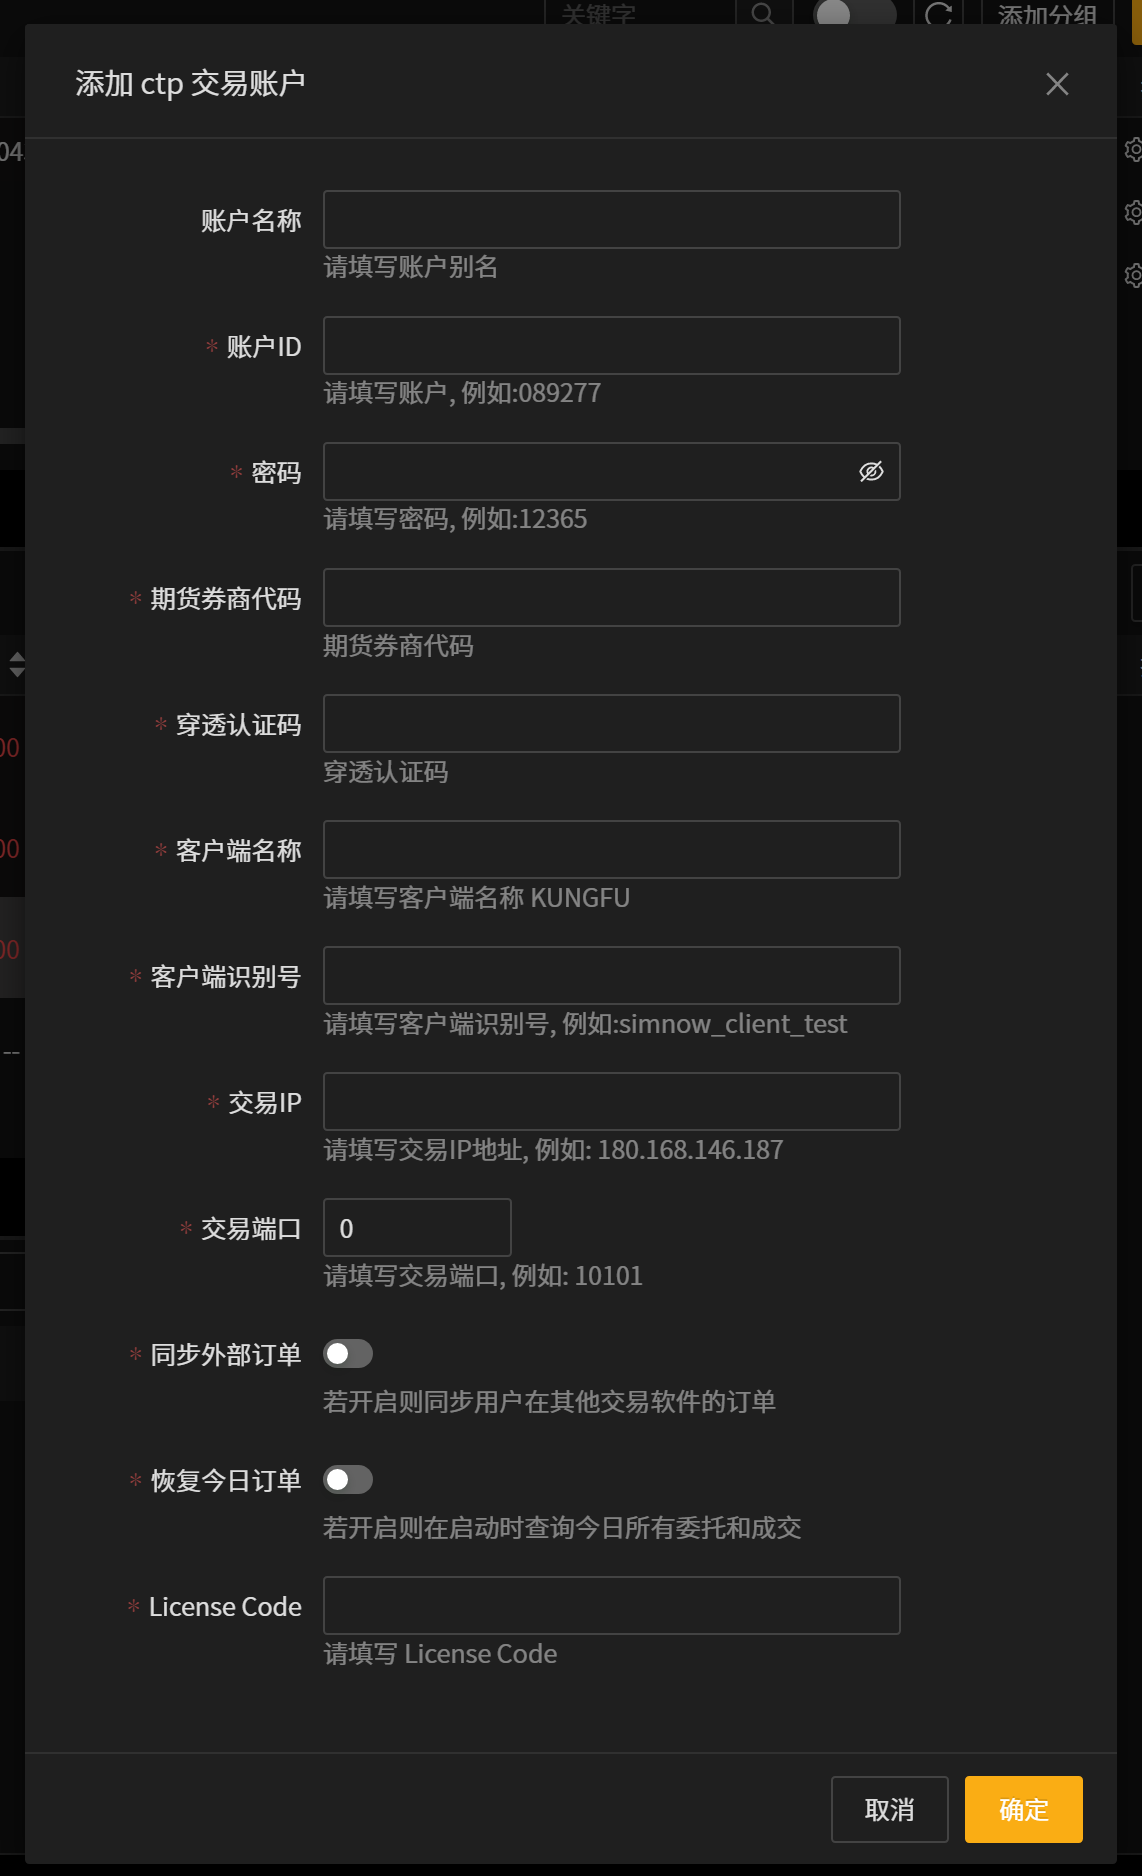 关键字
添加分组
添加 ctp 交易账户
04
账户名称
请填写账户别名
* 账户ID
请填写账户, 例如:089277
* 密码
请填写密码, 例如:12365
* 期货券商代码
期货券商代码
* 穿透认证码
穿透认证码
00
* 客户端名称
00
请填写客户端名称 KUNGFU
00
* 客户端识别号
请填写客户端识别号, 例如:simnow_client_test
--
* 交易IP
请填写交易IP地址, 例如: 180.168.146.187
* 交易端口 0
请填写交易端口, 例如: 10101
* 同步外部订单
若开启则同步用户在其他交易软件的订单
* 恢复今日订单
若开启则在启动时查询今日所有委托和成交
* License Code
请填写 License Code
取消 确定